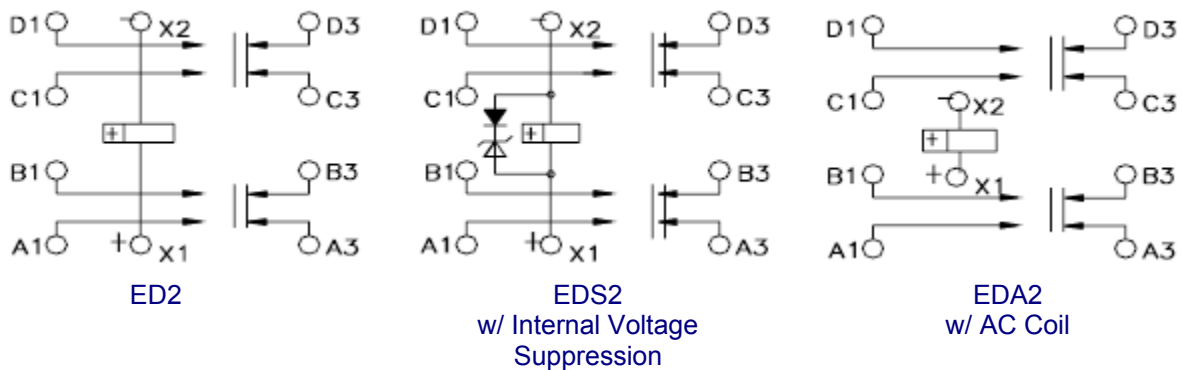 D1 - X2 D3
C1 C3
+
B1 B3
A1 + X1 A3
ED2
D1 - X2 D3
C1 C3
+
B1 B3
A1 + X1 A3
EDS2
w/ Internal Voltage
Suppression
D1 D3
C1 - X2 C3
+
B1 + X1 B3
A1 A3
EDA2
w/ AC Coil